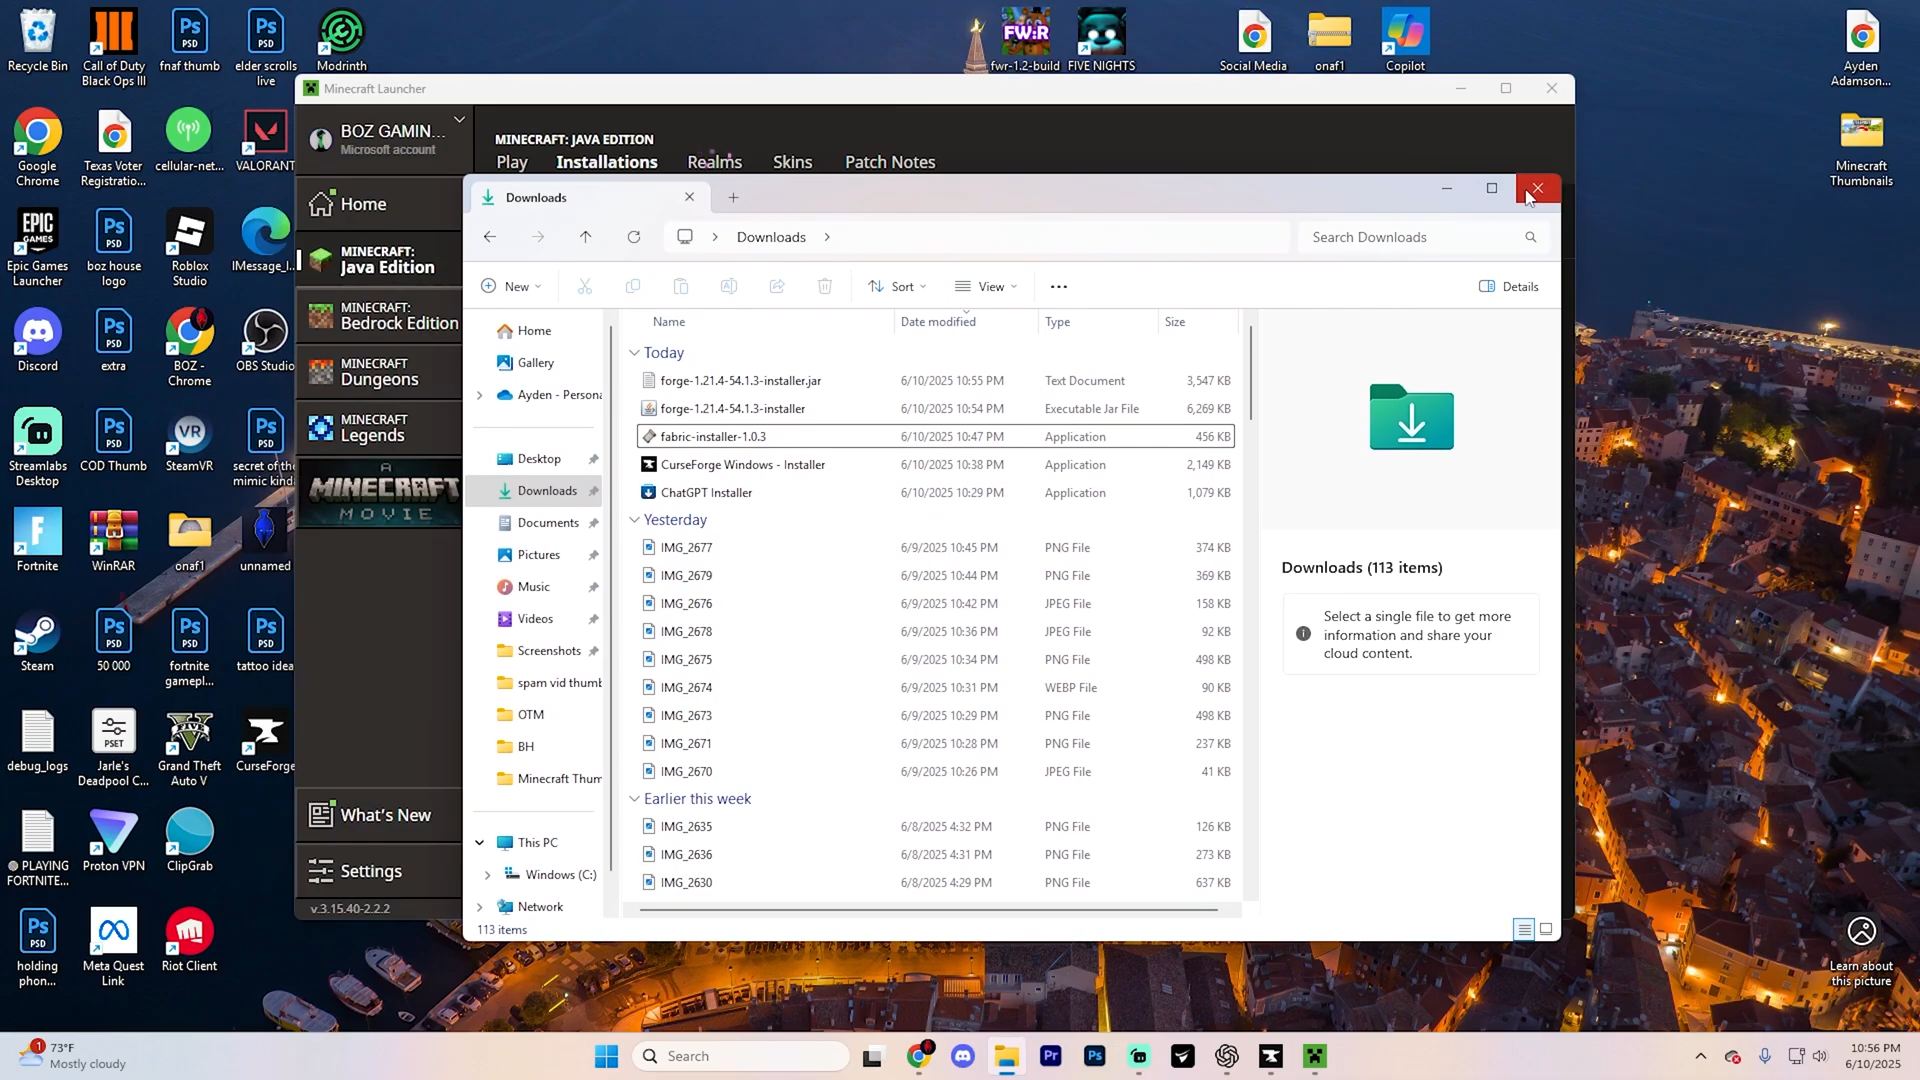 Recycle Bin
Call of Duty
Black Ops III
fnaf thumb
elder scrolls
live
Modrinth
fwr-1.2-build
FIVE NIGHTS
Social Media
onaf1
Copilot
Ayden
Adamson...
Google
Chrome
Texas Voter
Registratio...
cellular-net...
VALORANT
Minecraft
Thumbnails
Epic Games
Launcher
boz house
logo
Roblox
Studio
IMessage_I...
Discord
extra
BOZ -
Chrome
OBS Studio
Streamlabs
Desktop
COD Thumb
SteamVR
secret of the
mimic kind
Fortnite
WinRAR
onaf1
unnamed
Steam
50 000
fortnite
gamepl...
tattoo idea
debug_logs
Jarle's
Deadpool C...
Grand Theft
Auto V
CurseForge
PLAYING
FORTNITE...
Proton VPN
ClipGrab
holding
phon...
Meta Quest
Link
Riot Client
Learn about
this picture
Minecraft Launcher
BOZ GAMIN...
Microsoft account
MINECRAFT: JAVA EDITION
Play Installations Realms Skins Patch Notes
Home
MINECRAFT:
Java Edition
MINECRAFT:
Bedrock Edition
MINECRAFT
Dungeons
MINECRAFT
Legends
A
MINECRAFT
MOVIE
What's New
Settings
v.3.15.40-2.2.2
Downloads
Downloads
Search Downloads
New
Sort
View
Details
Home
Gallery
Ayden - Persona
Desktop
Downloads
Documents
Pictures
Music
Videos
Screenshots
spam vid thumb
OTM
BH
Minecraft Thum
This PC
Windows (C:)
Network
Name Date modified Type Size
Today
forge-1.21.4-54.1.3-installer.jar 6/10/2025 10:55 PM Text Document 3,547 KB
forge-1.21.4-54.1.3-installer 6/10/2025 10:54 PM Executable Jar File 6,269 KB
fabric-installer-1.0.3 6/10/2025 10:47 PM Application 456 KB
CurseForge Windows - Installer 6/10/2025 10:38 PM Application 2,149 KB
ChatGPT Installer 6/10/2025 10:29 PM Application 1,079 KB
Yesterday
IMG_2677 6/9/2025 10:45 PM PNG File 374 KB
IMG_2679 6/9/2025 10:44 PM PNG File 369 KB
IMG_2676 6/9/2025 10:42 PM JPEG File 158 KB
IMG_2678 6/9/2025 10:36 PM JPEG File 92 KB
IMG_2675 6/9/2025 10:34 PM PNG File 498 KB
IMG_2674 6/9/2025 10:31 PM WEBP File 90 KB
IMG_2673 6/9/2025 10:29 PM PNG File 498 KB
IMG_2671 6/9/2025 10:28 PM PNG File 237 KB
IMG_2670 6/9/2025 10:26 PM JPEG File 41 KB
Earlier this week
IMG_2635 6/8/2025 4:32 PM PNG File 126 KB
IMG_2636 6/8/2025 4:31 PM PNG File 273 KB
IMG_2630 6/8/2025 4:29 PM PNG File 637 KB
Downloads (113 items)
Select a single file to get more
information and share your
cloud content.
113 items
1
73°F
Mostly cloudy
Search
10:56 PM
6/10/2025